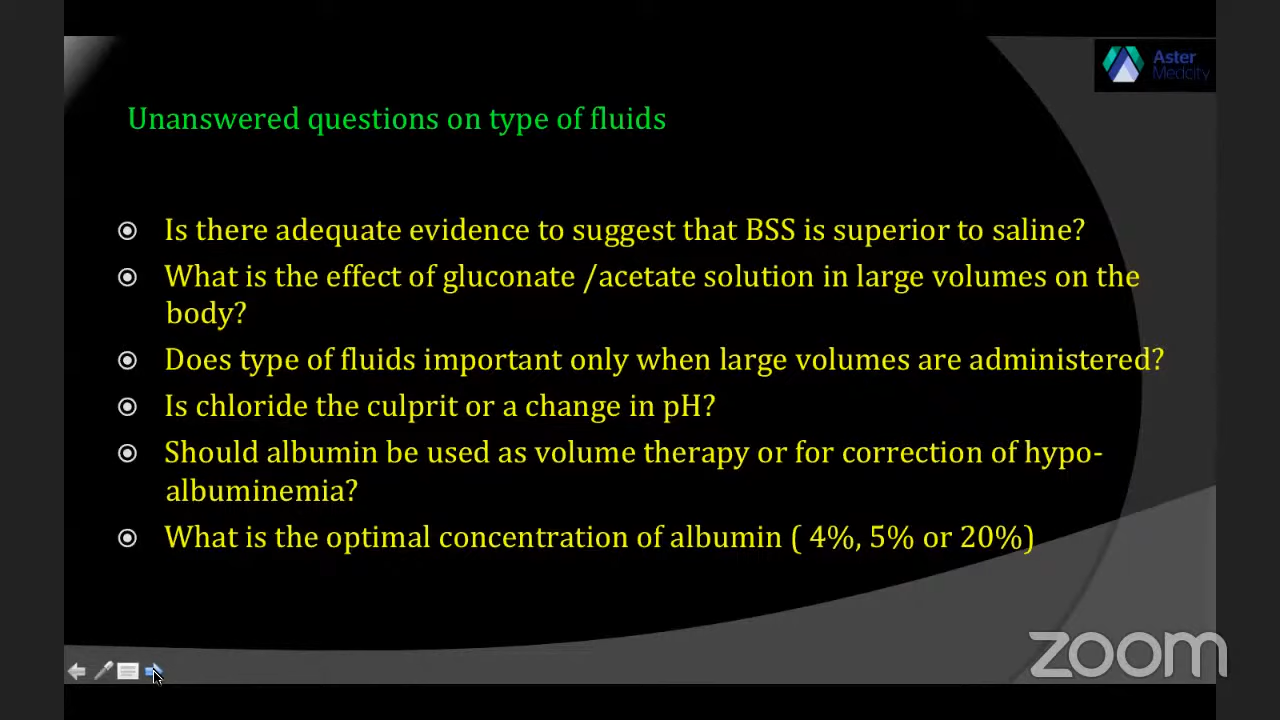 Aster
Medcity
Unanswered questions on type of fluids
Is there adequate evidence to suggest that BSS is superior to saline?
What is the effect of gluconate /acetate solution in large volumes on the
body?
Does type of fluids important only when large volumes are administered?
Is chloride the culprit or a change in pH?
Should albumin be used as volume therapy or for correction of hypo-
albuminemia?
What is the optimal concentration of albumin ( 4%, 5% or 20%)
zoom